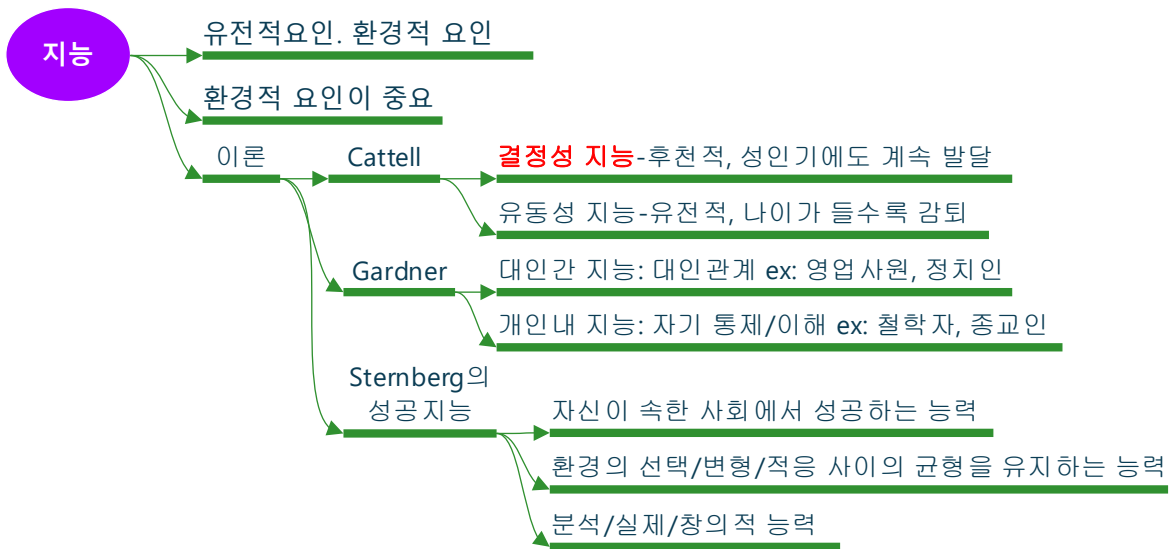 지능
유전적요인. 환경적 요인
환경적 요인이 중요
이론
Cattell
결정성 지능-후천적, 성인기에도 계속 발달
유동성 지능-유전적, 나이가 들수록 감퇴
Gardner
대인간 지능: 대인관계 ex: 영업사원, 정치인
개인내 지능: 자기 통제/이해 ex: 철학자, 종교인
Sternberg의
성공지능
자신이 속한 사회에서 성공하는 능력
환경의 선택/변형/적응 사이의 균형을 유지하는 능력
분석/실제/창의적 능력